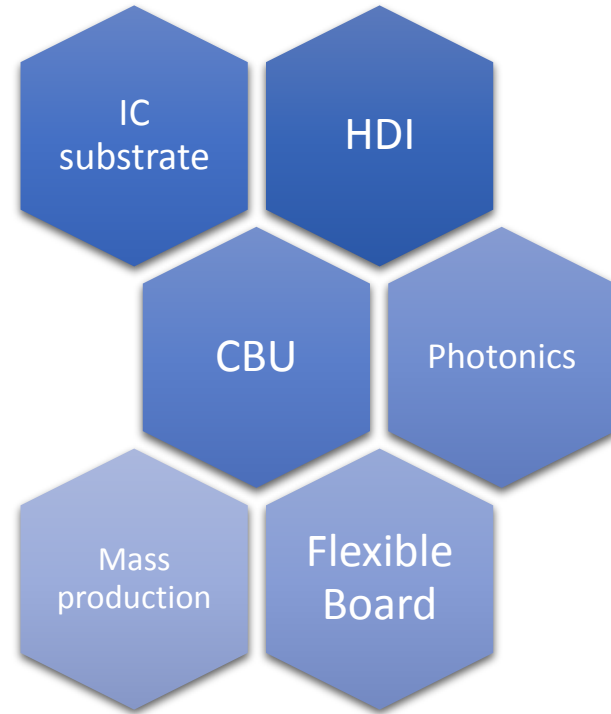 IC
substrate
HDI
CBU
Photonics
Mass
production
Flexible
Board